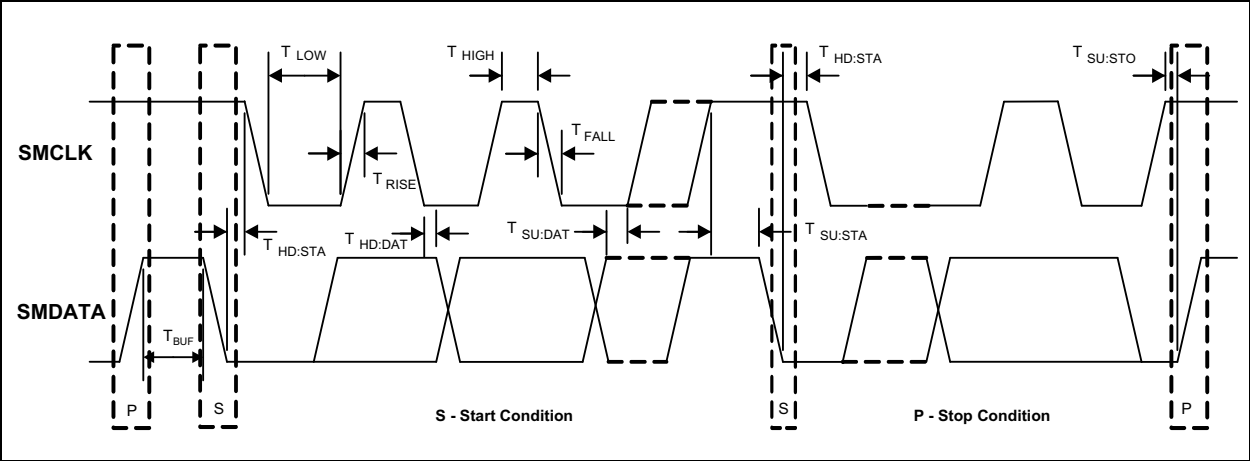 T LOW
T HIGH
T HD:STA
T SU:STO
SMCLK
T FALL
T RISE
T HD:STA
T HD:DAT
T SU:DAT
T SU:STA
SMDATA
T BUF
P
S
S - Start Condition
S
P - Stop Condition
P